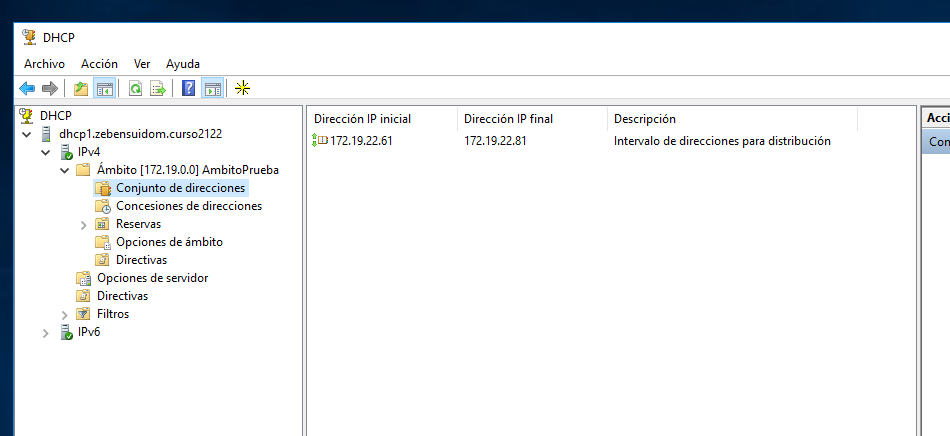 DHCP
Archivo Acción Ver Ayuda
DHCP
dhcp1.zebensuidom.curso2122
IPv4
Ámbito [172.19.0.0] AmbitoPrueba
Conjunto de direcciones
Concesiones de direcciones
Reservas
Opciones de ámbito
Directivas
Opciones de servidor
Directivas
Filtros
IPv6
Dirección IP inicial Dirección IP final Descripción
172.19.22.61 172.19.22.81 Intervalo de direcciones para distribución
Acci
Con